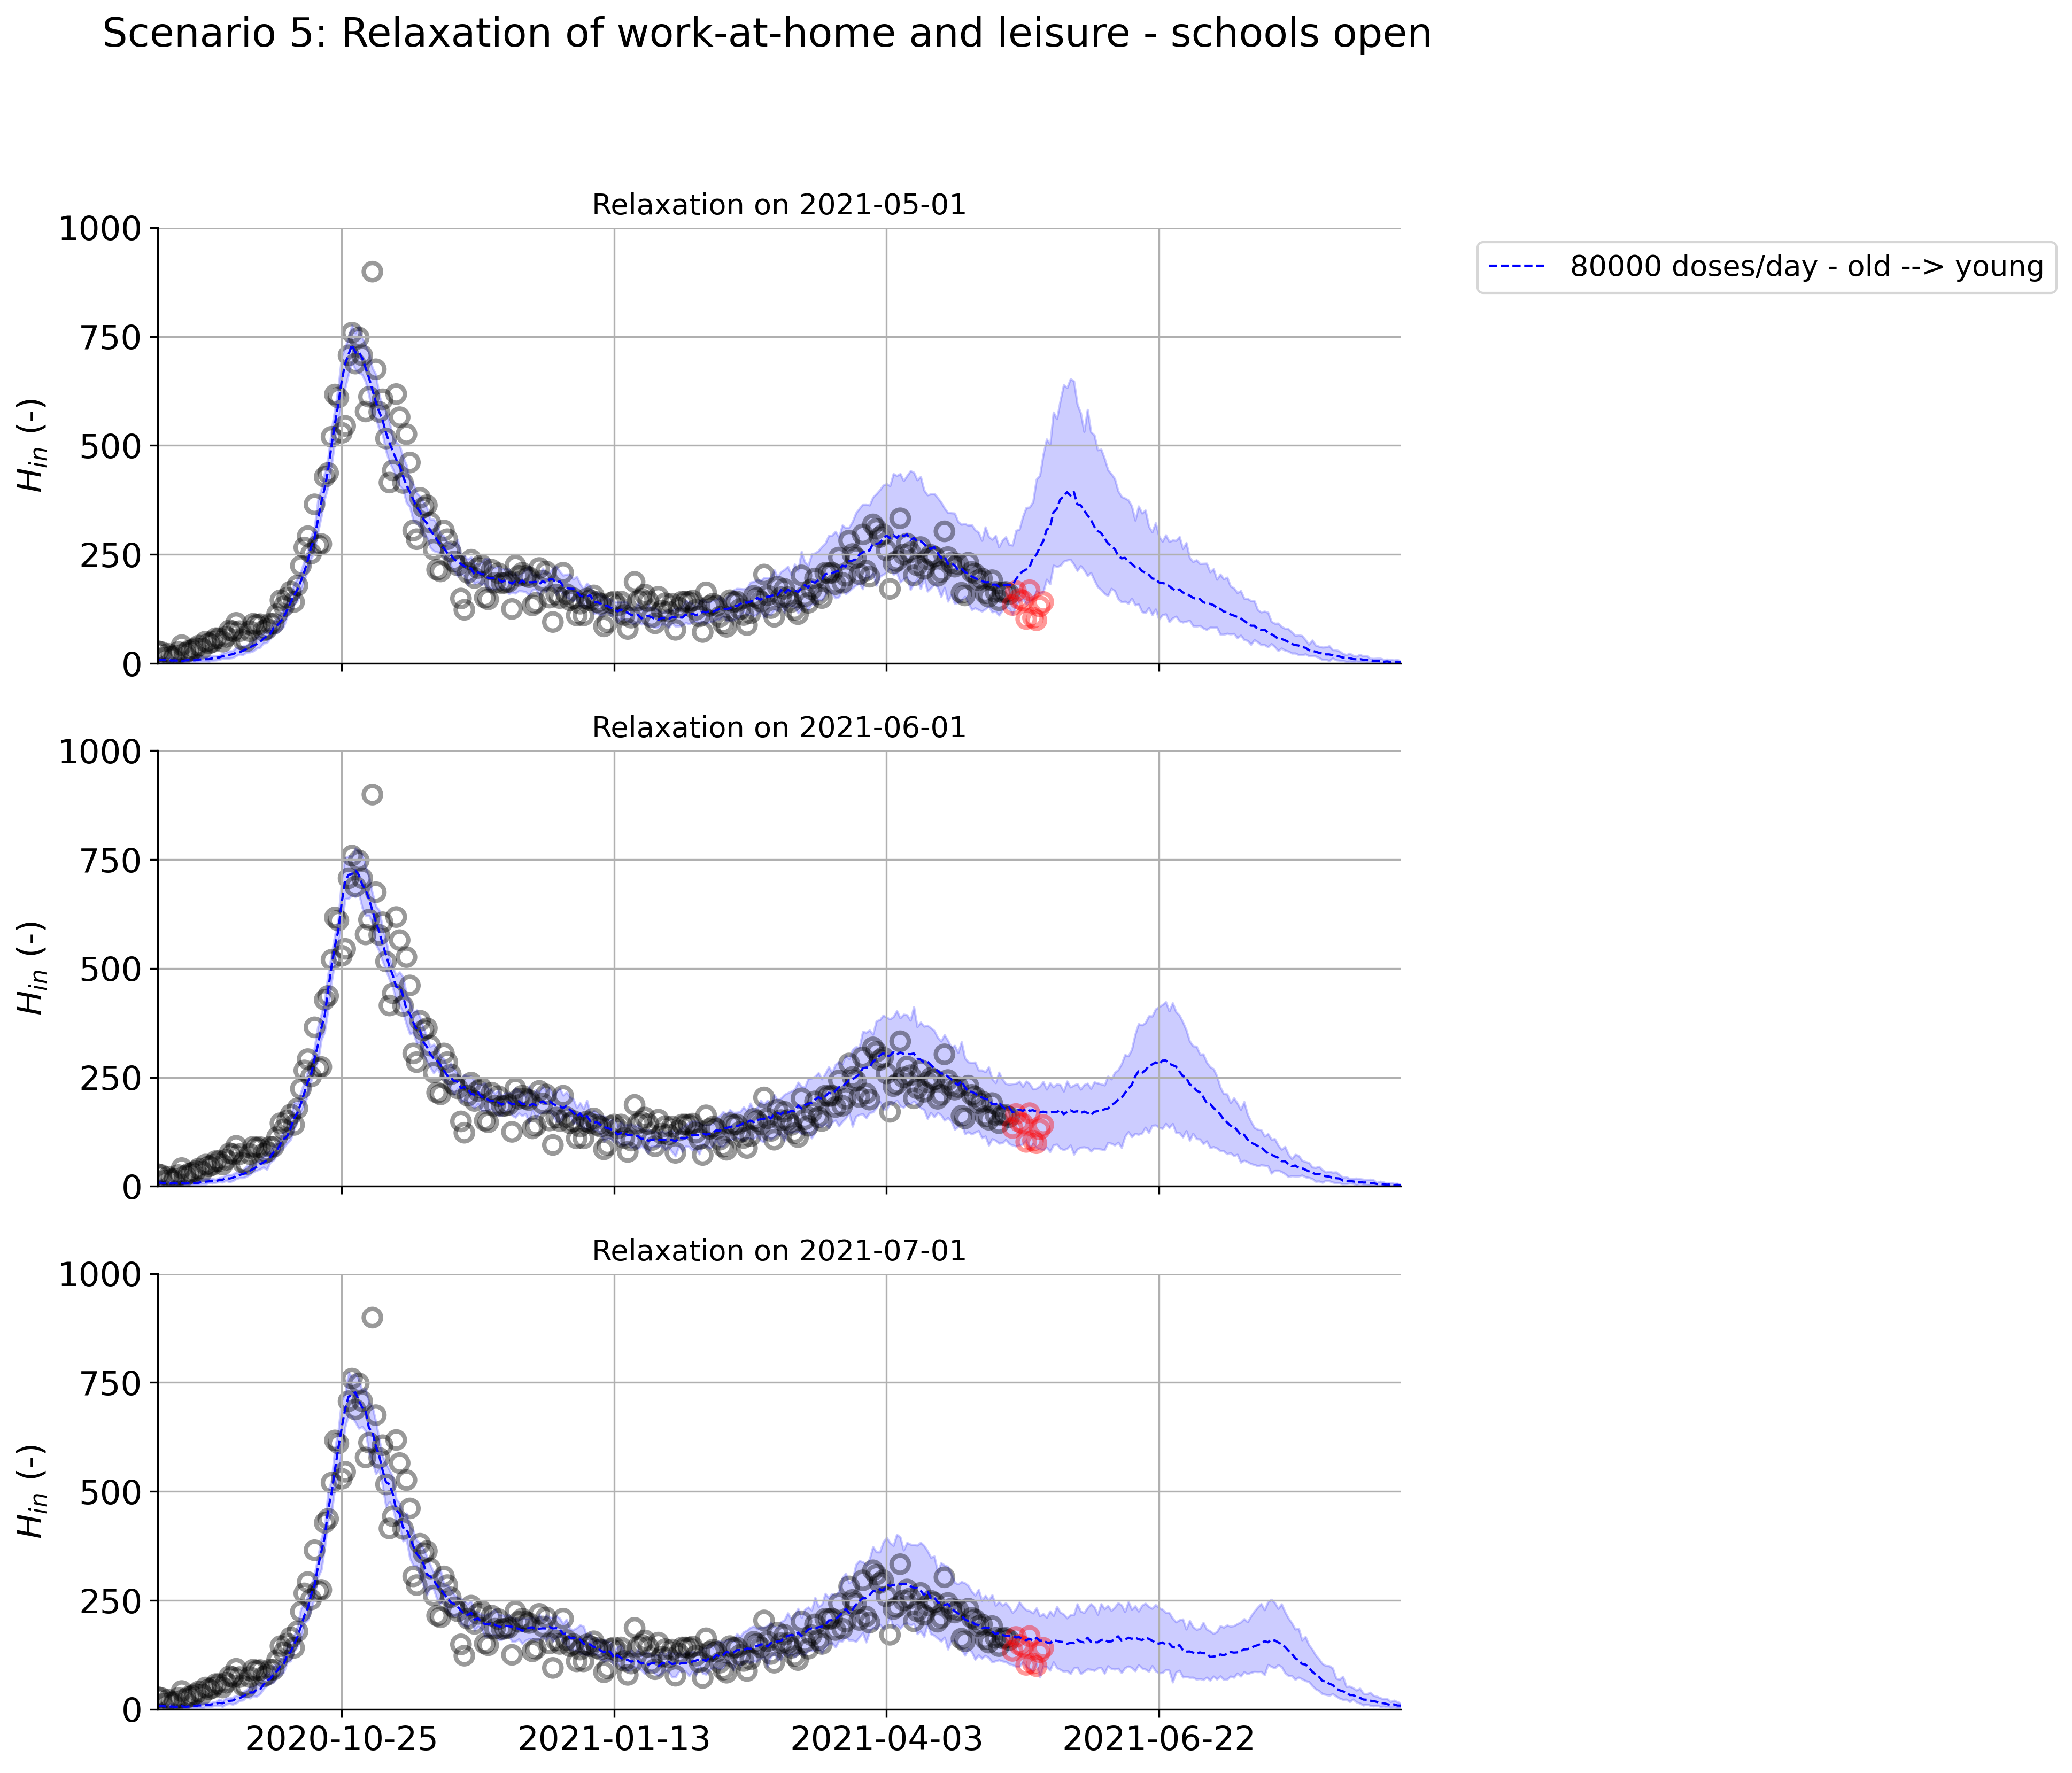 Scenario 5: Relaxation of work-at-home and leisure - schools open
Relaxation on 2021-05-01
1000
750
500
250
0
H_in (-)
80000 doses/day - old --> young
Relaxation on 2021-06-01
1000
750
500
250
0
H_in (-)
Relaxation on 2021-07-01
1000
750
500
250
0
H_in (-)
2020-10-25 2021-01-13 2021-04-03 2021-06-22